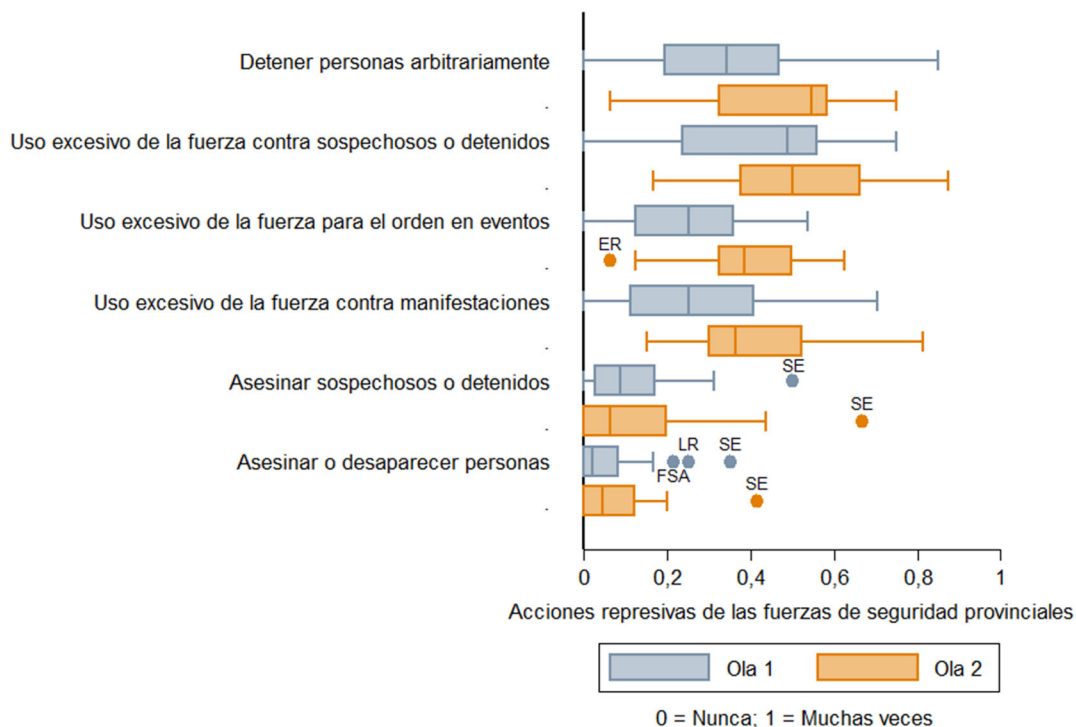 Detener personas arbitrariamente
.
Uso excesivo de la fuerza contra sospechosos o detenidos
.
Uso excesivo de la fuerza para el orden en eventos
ER
.
Uso excesivo de la fuerza contra manifestaciones
.
Asesinar sospechosos o detenidos
SE
.
SE
Asesinar o desaparecer personas
LR
SE
FSA
.
SE
0 0,2 0,4 0,6 0,8 1
Acciones represivas de las fuerzas de seguridad provinciales
Ola 1 Ola 2
0 = Nunca; 1 = Muchas veces